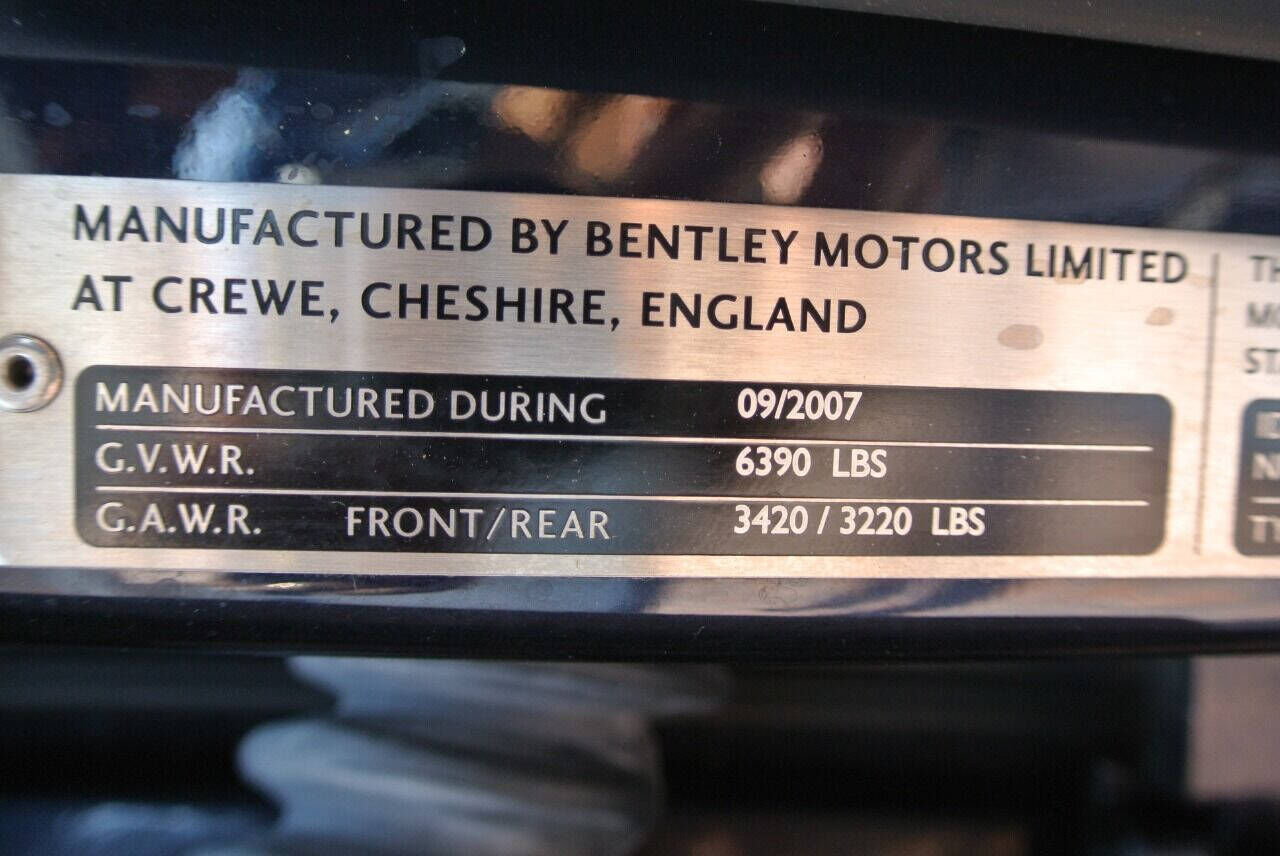 MANUFACTURED BY BENTLEY MOTORS LIMITED
AT CREWE, CHESHIRE, ENGLAND
MANUFACTURED DURING 09/2007
G.V.W.R. 6390 LBS
G.A.W.R. FRONT/REAR 3420 / 3220 LBS